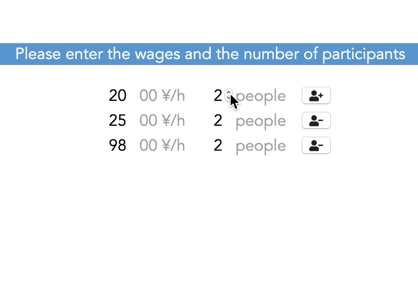 Please enter the wages and the number of participants
20 00 ¥/h 2 people
25 00 ¥/h 2 people
98 00 ¥/h 2 people